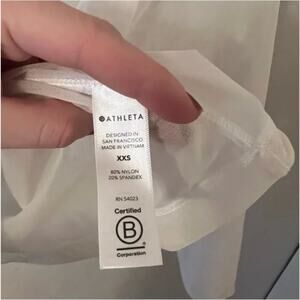 ATHLETA
DESIGNED IN
SAN FRANCISCO
MADE IN VIETNAM
XXS
80% NYLON
20% SPANDEX
RN 54023
Certified
B
Corporation